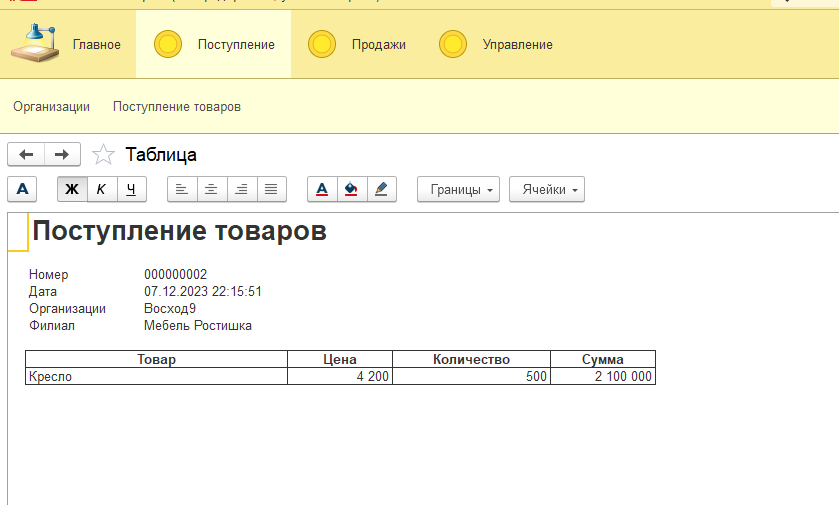 Главное Поступление Продажи Управление
Организации Поступление товаров
Таблица
А Ж К Ч А Границы Ячейки
Поступление товаров
Номер 000000002
Дата 07.12.2023 22:15:51
Организации Восход9
Филиал Мебель Ростишка
Товар Цена Количество Сумма
Кресло 4 200 500 2 100 000